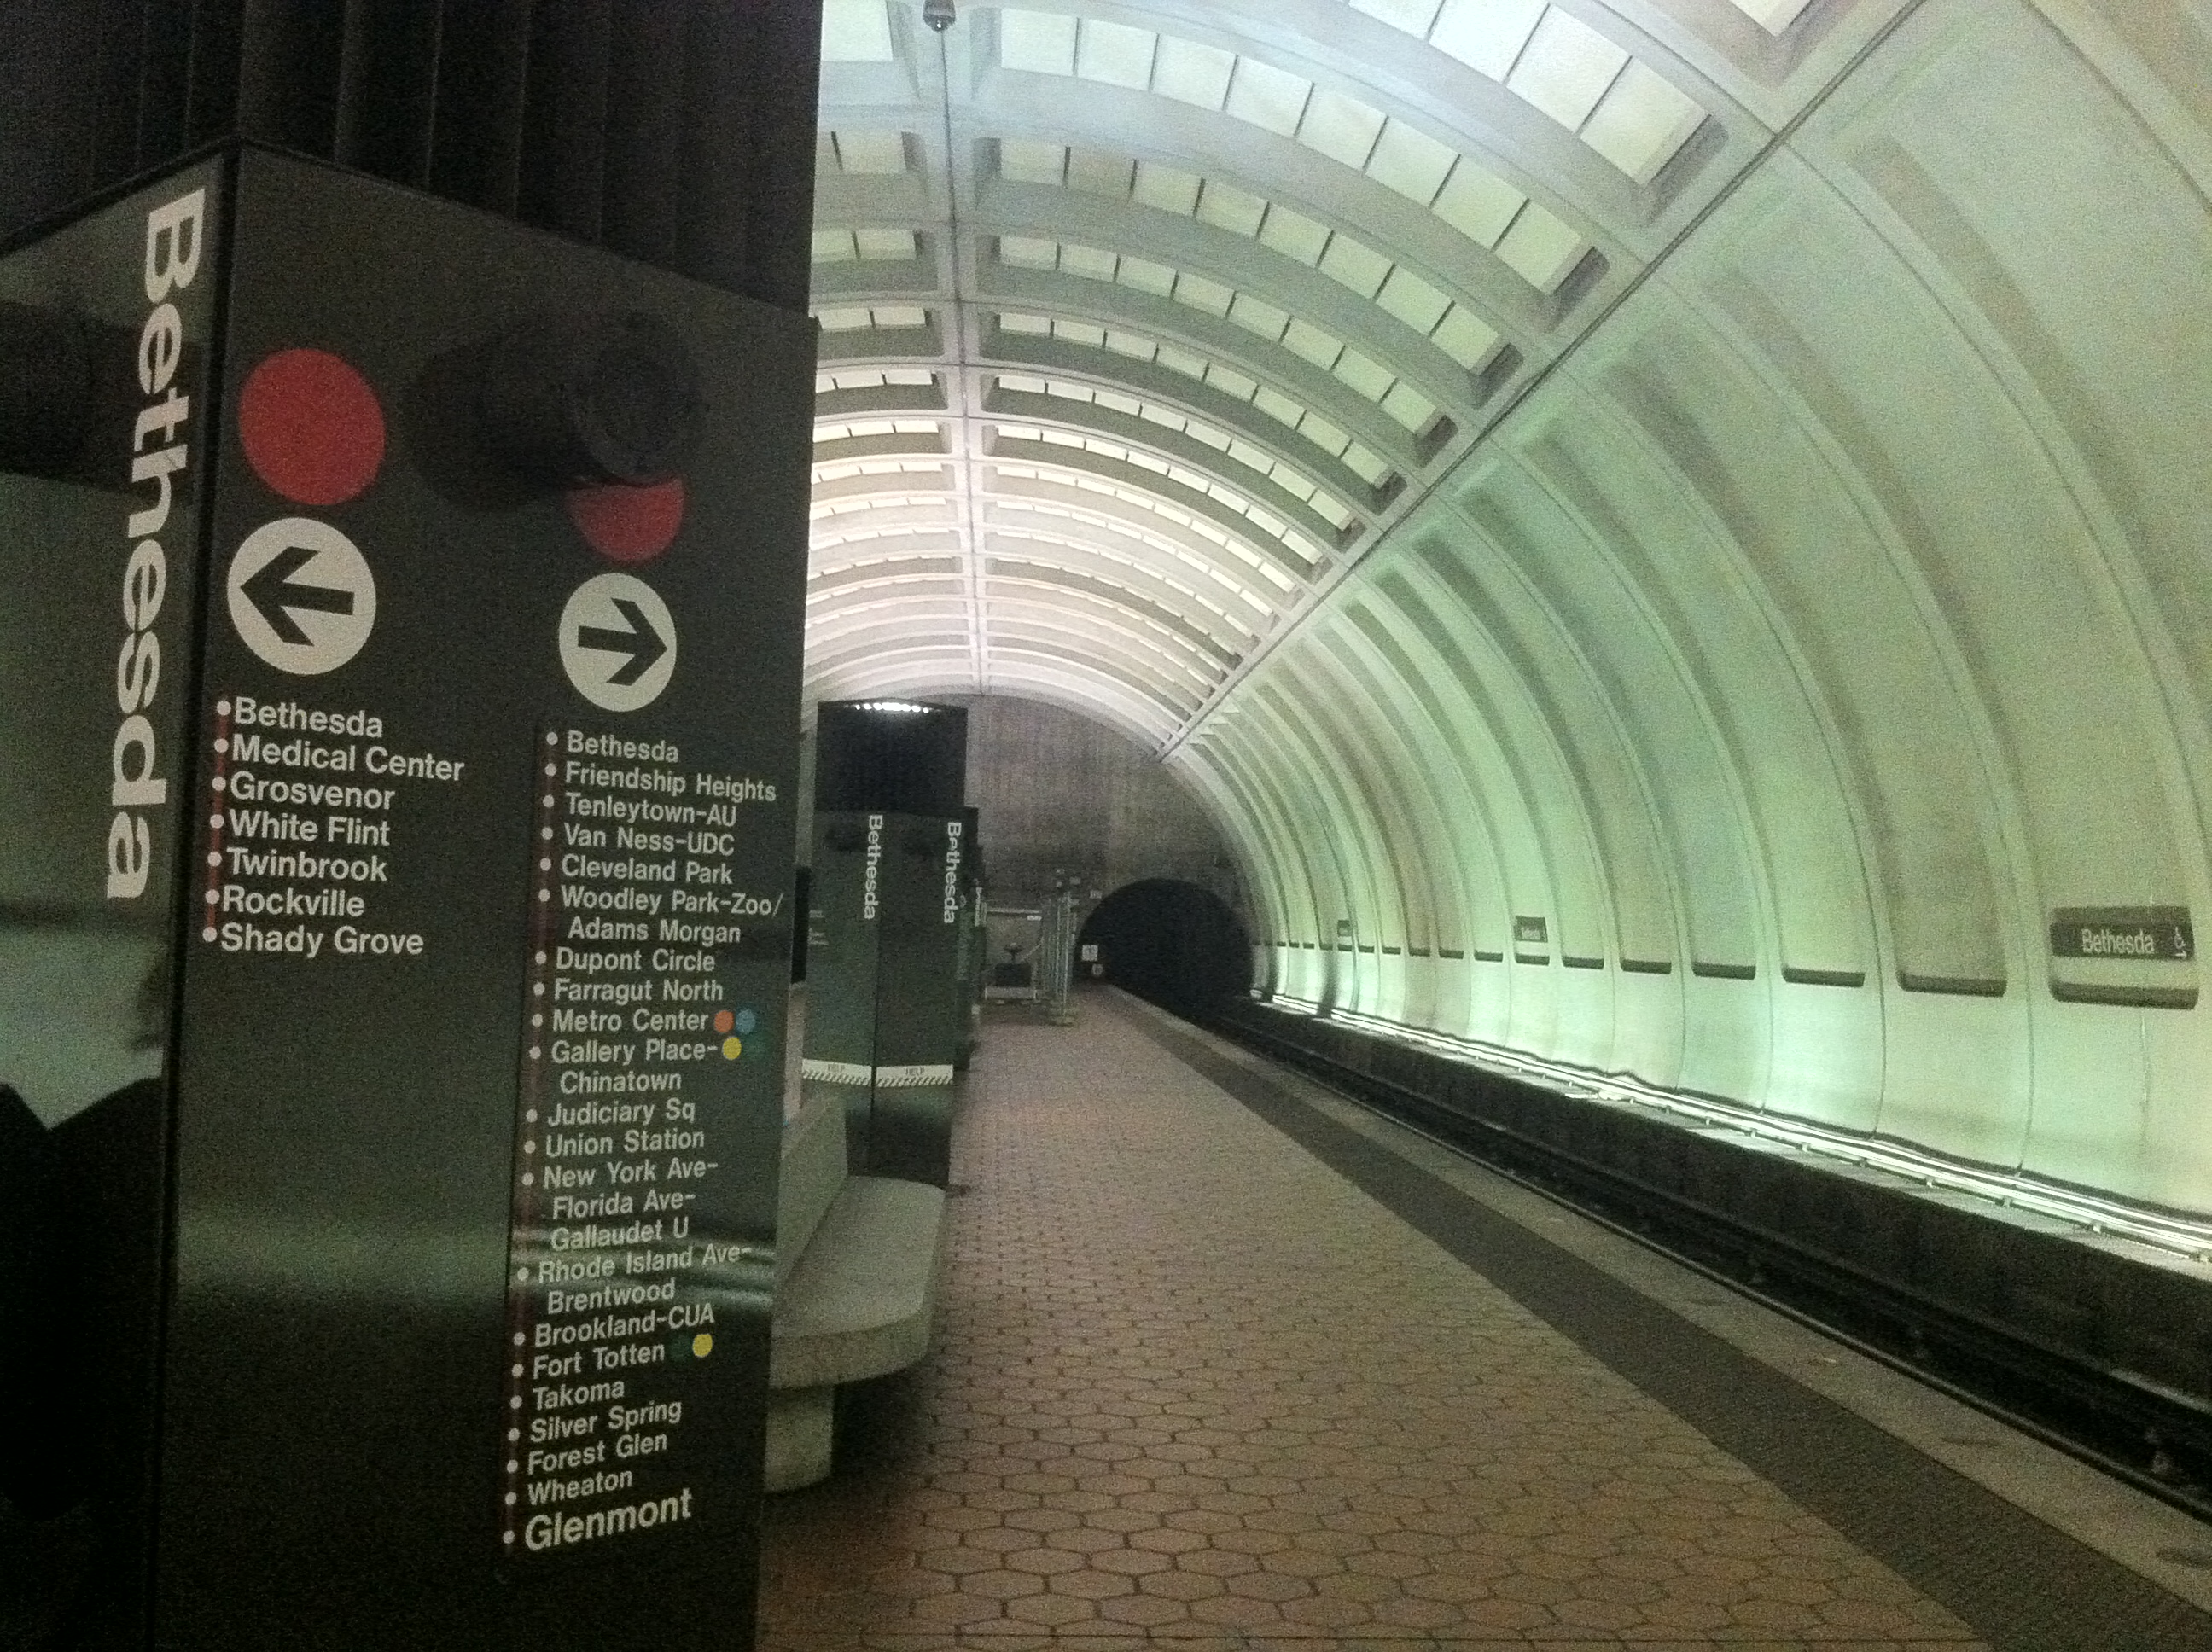 Bethesda
Bethesda
Medical Center
Grosvenor
White Flint
Twinbrook
Rockville
Shady Grove
Bethesda
Friendship Heights
Tenleytown-AU
Van Ness-UDC
Cleveland Park
Woodley Park-Zoo/
Adams Morgan
Dupont Circle
Farragut North
Metro Center
Gallery Place-
Chinatown
Judiciary Sq
Union Station
New York Ave-
Florida Ave-
Gallaudet U
Rhode Island Ave-
Brentwood
Brookland-CUA
Fort Totten
Takoma
Silver Spring
Forest Glen
Wheaton
Glenmont
Bethesda
Bethesda
HELP
HELP
Bethesda